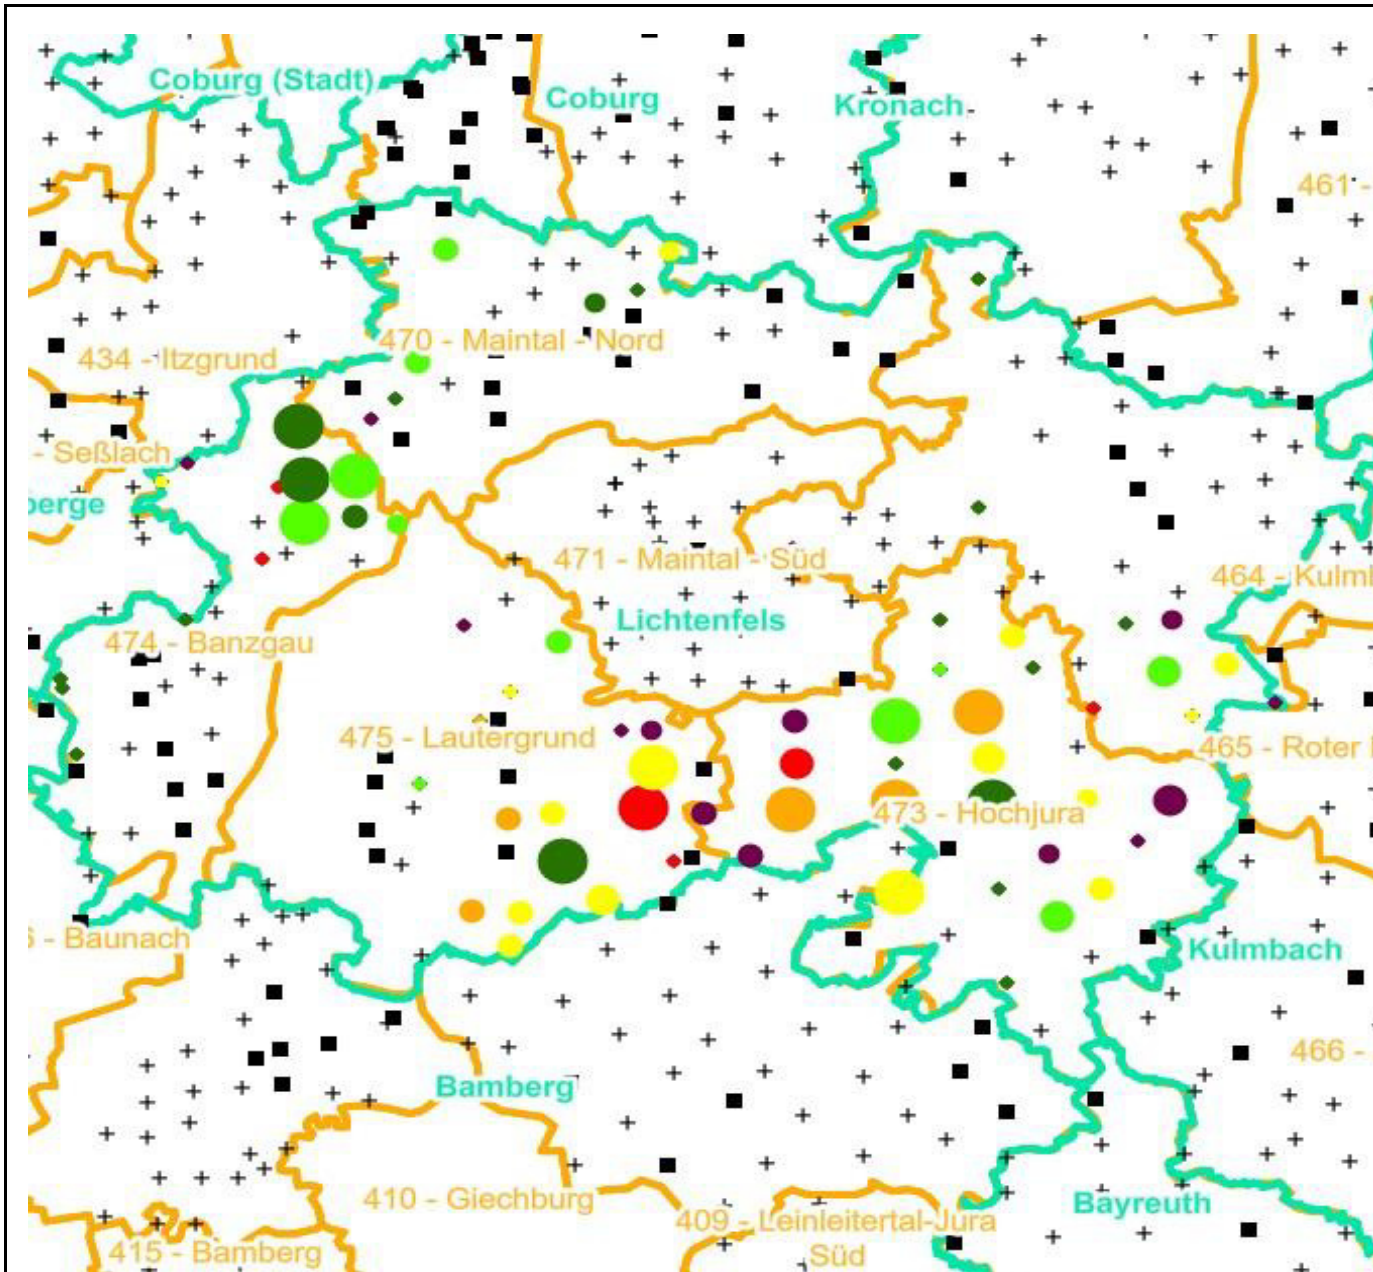 Coburg (Stadt)
Coburg
Kronach
461 -
470 - Maintal - Nord
434 - Itzgrund
- Seßlach
berge
471 - Maintal - Süd
464 - Kulml
Lichtenfels
474 - Banzgau
475 - Lautergrund
465 - Roter
473 - Hochjura
6 - Baunach
Kulmbach
466 -
Bamberg
410 - Giechburg
Bayreuth
409 - Leinleitertal-Jura
Süd
415 - Bamberg